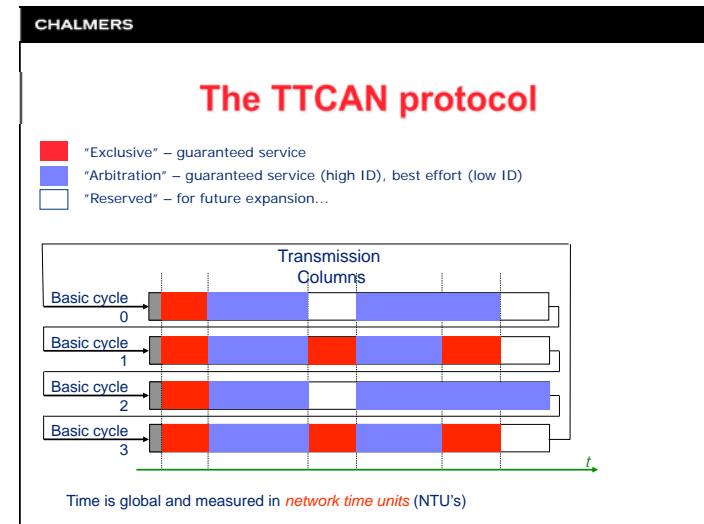 CHALMERS
The TTCAN protocol
"Exclusive" – guaranteed service
"Arbitration" – guaranteed service (high ID), best effort (low ID)
"Reserved" – for future expansion...
Transmission
Columns
Basic cycle
0
Basic cycle
1
Basic cycle
2
Basic cycle
3
t
Time is global and measured in network time units (NTU's)